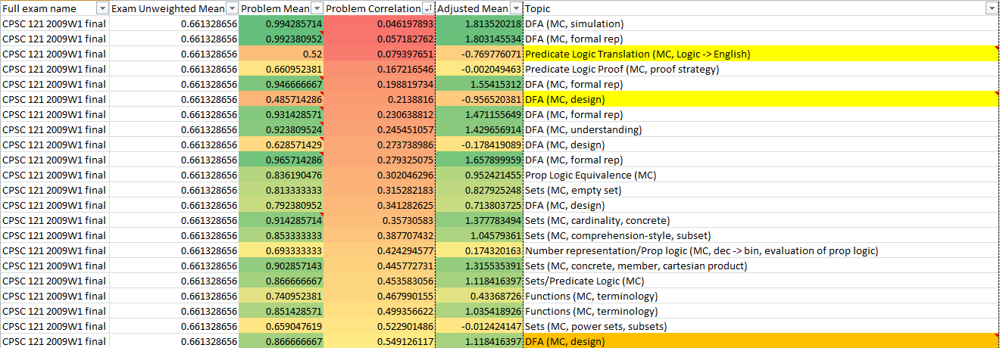 Full exam name Exam Unweighted Mean Problem Mean Problem Correlation Adjusted Mean Topic
CPSC 121 2009W1 final 0.661328656 0.994285714 0.046197893 1.813520218 DFA (MC, simulation)
CPSC 121 2009W1 final 0.661328656 0.992380952 0.057182762 1.803145534 DFA (MC, formal rep)
CPSC 121 2009W1 final 0.661328656 0.52 0.079397651 -0.769776071 Predicate Logic Translation (MC, Logic -> English)
CPSC 121 2009W1 final 0.661328656 0.660952381 0.167216546 -0.002049463 Predicate Logic Proof (MC, proof strategy)
CPSC 121 2009W1 final 0.661328656 0.946666667 0.198819734 1.55415312 DFA (MC, formal rep)
CPSC 121 2009W1 final 0.661328656 0.485714286 0.2138816 -0.956520381 DFA (MC, design)
CPSC 121 2009W1 final 0.661328656 0.931428571 0.230638812 1.471155649 DFA (MC, formal rep)
CPSC 121 2009W1 final 0.661328656 0.923809524 0.245451057 1.429656914 DFA (MC, understanding)
CPSC 121 2009W1 final 0.661328656 0.628571429 0.273738986 -0.178419089 DFA (MC, design)
CPSC 121 2009W1 final 0.661328656 0.965714286 0.279325075 1.657899959 DFA (MC, formal rep)
CPSC 121 2009W1 final 0.661328656 0.836190476 0.302046296 0.952421455 Prop Logic Equivalence (MC)
CPSC 121 2009W1 final 0.661328656 0.813333333 0.315282183 0.827925248 Sets (MC, empty set)
CPSC 121 2009W1 final 0.661328656 0.792380952 0.341282625 0.713803725 DFA (MC, design)
CPSC 121 2009W1 final 0.661328656 0.914285714 0.35730583 1.377783494 Sets (MC, cardinality, concrete)
CPSC 121 2009W1 final 0.661328656 0.853333333 0.387707432 1.04579361 Sets (MC, comprehension-style, subset)
CPSC 121 2009W1 final 0.661328656 0.693333333 0.424294577 0.174320163 Number representation/Prop logic (MC, dec -> bin, evaluation of prop logic)
CPSC 121 2009W1 final 0.661328656 0.902857143 0.445772731 1.315535391 Sets (MC, concrete, member, cartesian product)
CPSC 121 2009W1 final 0.661328656 0.866666667 0.453583056 1.118416397 Sets/Predicate Logic (MC)
CPSC 121 2009W1 final 0.661328656 0.740952381 0.467990155 0.43368726 Functions (MC, terminology)
CPSC 121 2009W1 final 0.661328656 0.851428571 0.499356622 1.035418926 Functions (MC, terminology)
CPSC 121 2009W1 final 0.661328656 0.659047619 0.522901486 -0.012424147 Sets (MC, power sets, subsets)
CPSC 121 2009W1 final 0.661328656 0.866666667 0.549126117 1.118416397 DFA (MC, design)